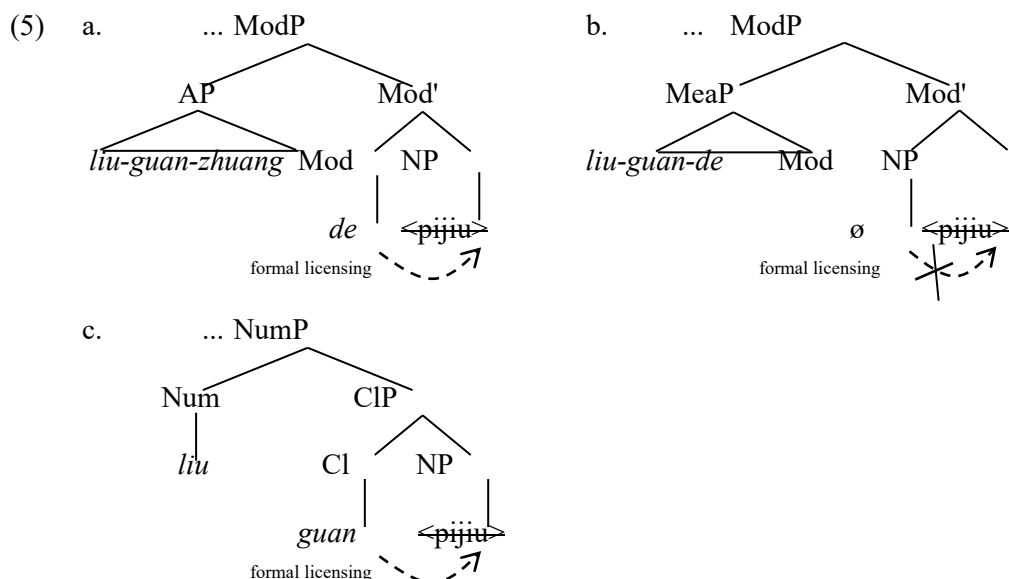 (5) a. ... ModP b. ... ModP
AP Mod' MeaP Mod'
liu-guan-zhuang Mod NP liu-guan-de Mod NP
de <pijiu> ø <pijiu>
formal licensing formal licensing
c. ... NumP
Num ClP
liu Cl NP
guan <pijiu>
formal licensing